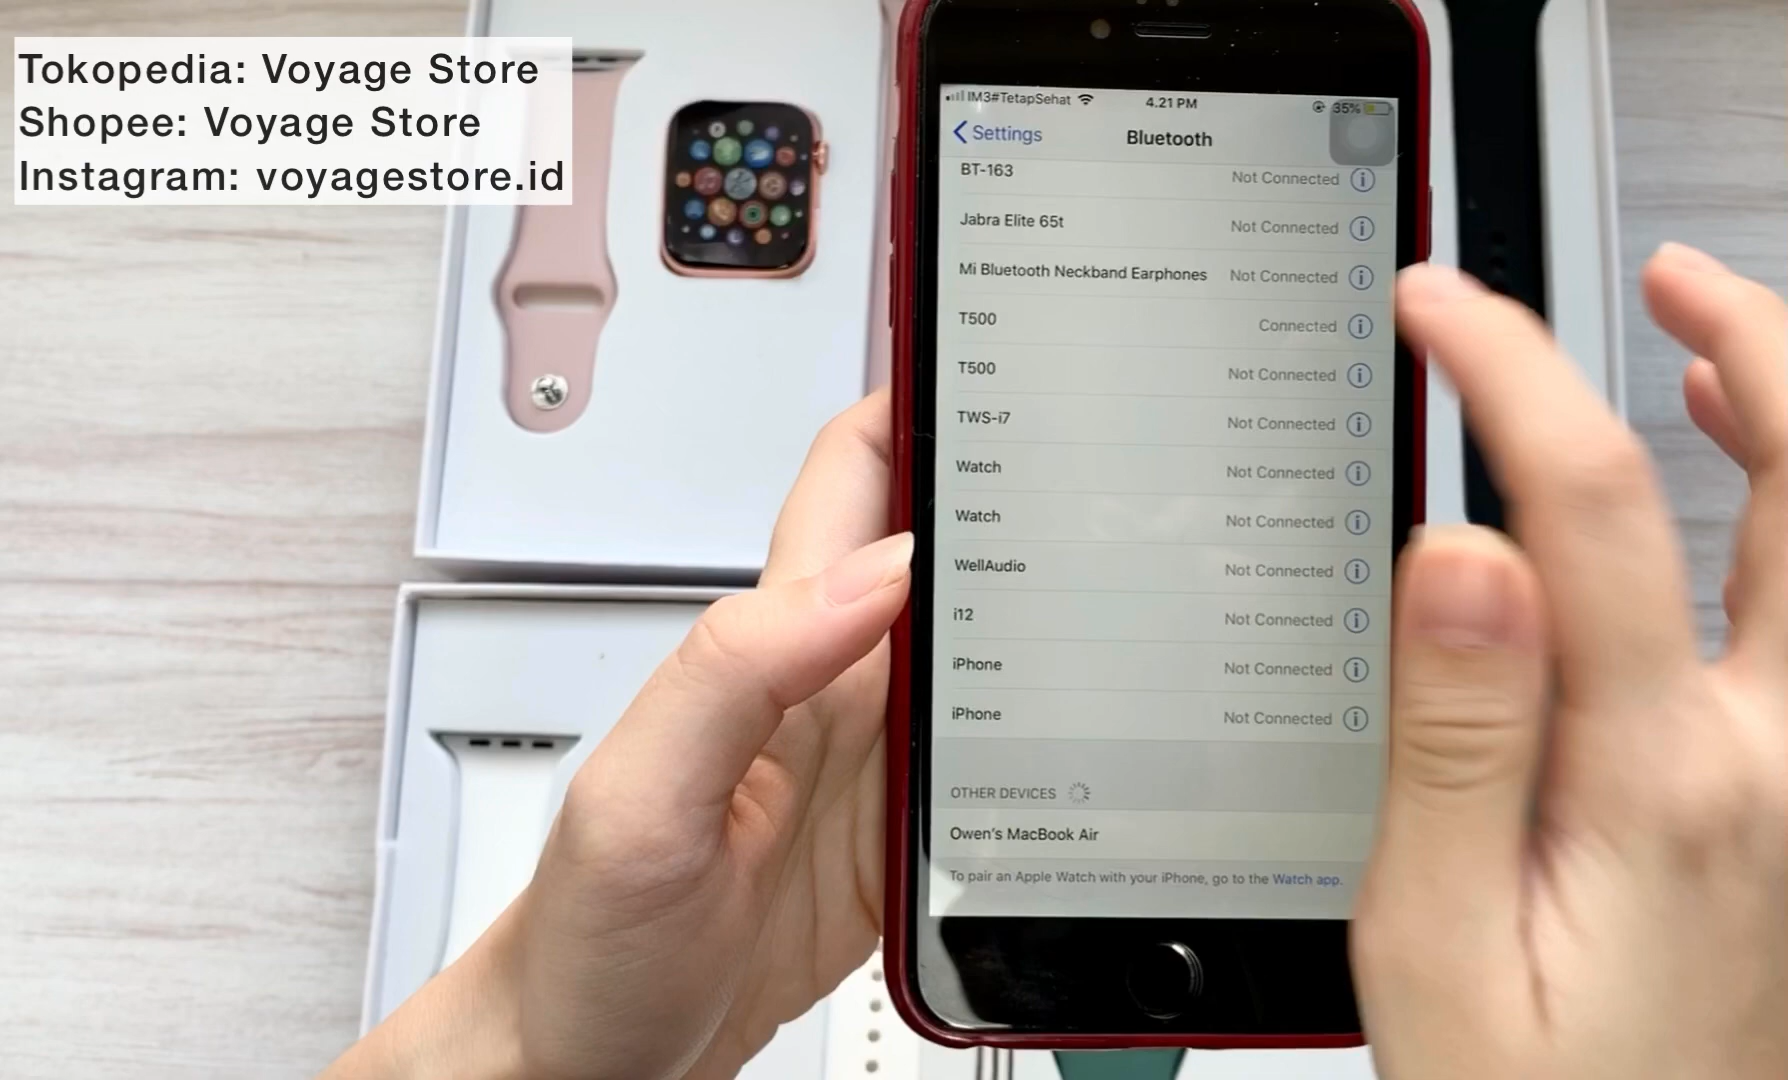 Tokopedia: Voyage Store
Shopee: Voyage Store
Instagram: voyagestore.id
IM3#TetapSehat 4.21 PM 35%
Settings Bluetooth
BT-163 Not Connected
Jabra Elite 65t Not Connected
Mi Bluetooth Neckband Earphones Not Connected
T500 Connected
T500 Not Connected
TWS-i7 Not Connected
Watch Not Connected
Watch Not Connected
WellAudio Not Connected
i12 Not Connected
iPhone Not Connected
iPhone Not Connected
OTHER DEVICES
Owen's MacBook Air
To pair an Apple Watch with your iPhone, go to the Watch app.